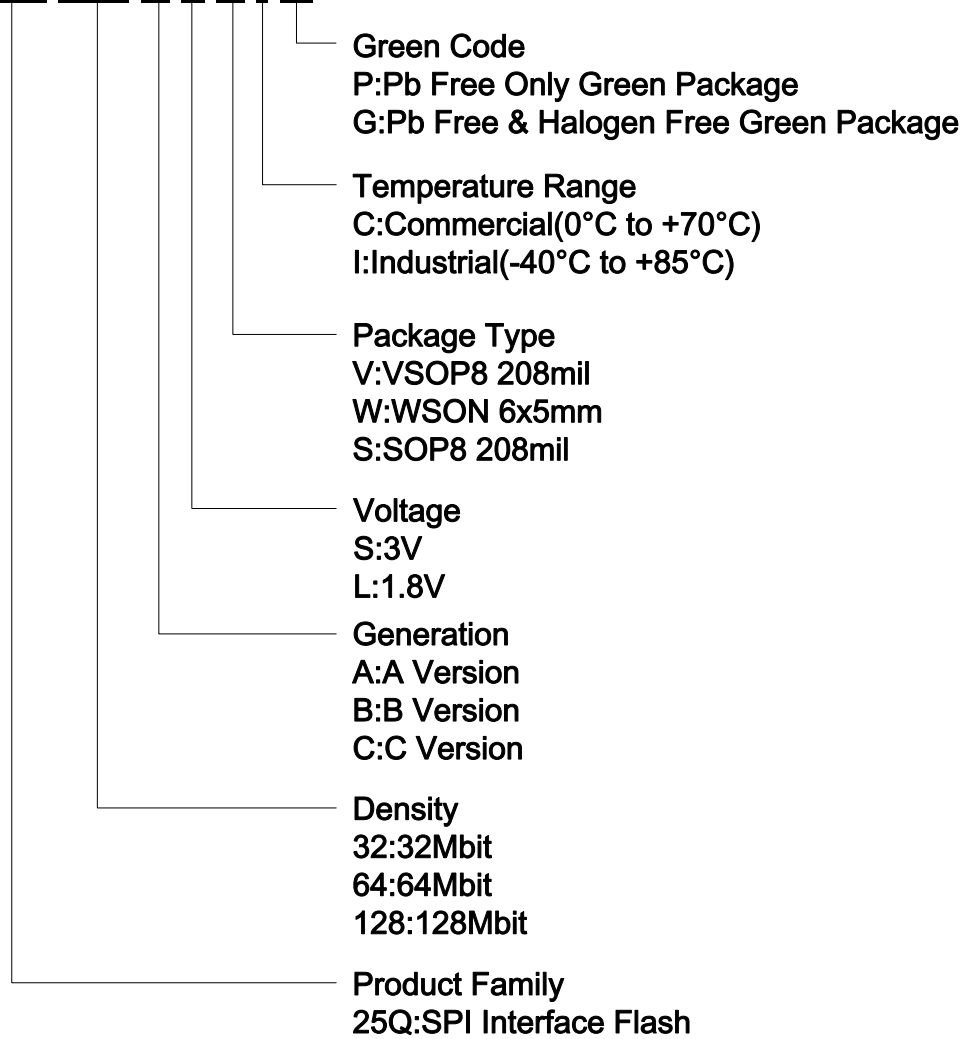 Green Code
P:Pb Free Only Green Package
G:Pb Free & Halogen Free Green Package
Temperature Range
C:Commercial(0°C to +70°C)
I:Industrial(-40°C to +85°C)
Package Type
V:VSOP8 208mil
W:WSON 6x5mm
S:SOP8 208mil
Voltage
S:3V
L:1.8V
Generation
A:A Version
B:B Version
C:C Version
Density
32:32Mbit
64:64Mbit
128:128Mbit
Product Family
25Q:SPI Interface Flash